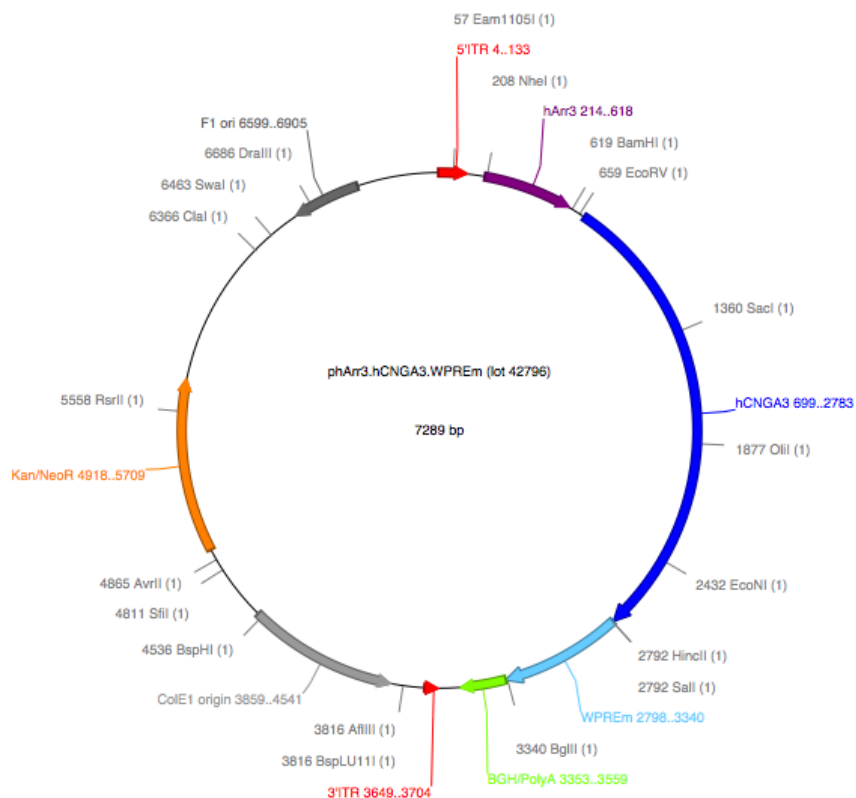 57 Eam1105I (1)
5'ITR 4..133
208 NheI (1)
hArr3 214..618
F1 ori 6599..6905
619 BamHI (1)
6686 DraIII (1)
659 EcoRV (1)
6463 SwaI (1)
6366 ClaI (1)
1360 SacI (1)
phArr3.hCNGA3.WPREm (lot 42796)
5558 RsrII (1)
hCNGA3 699..2783
7289 bp
1877 OliI (1)
Kan/NeoR 4918..5709
4865 AvrII (1)
2432 EcoNI (1)
4811 SfiI (1)
4536 BspHI (1)
2792 HincII (1)
2792 SalI (1)
ColE1 origin 3859..4541
WPREm 2798..3340
3816 AflIII (1)
3340 BglII (1)
3816 BspLU11I (1)
BGH/PolyA 3353..3559
3'ITR 3649..3704